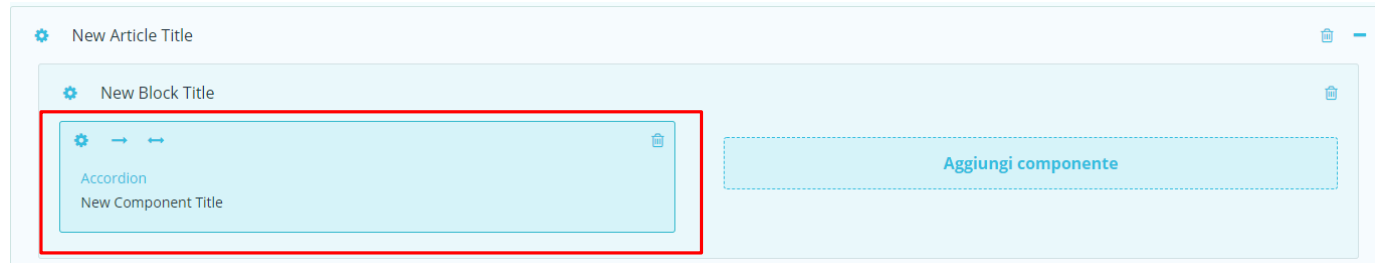 New Article Title
New Block Title
Accordion
New Component Title
Aggiungi componente